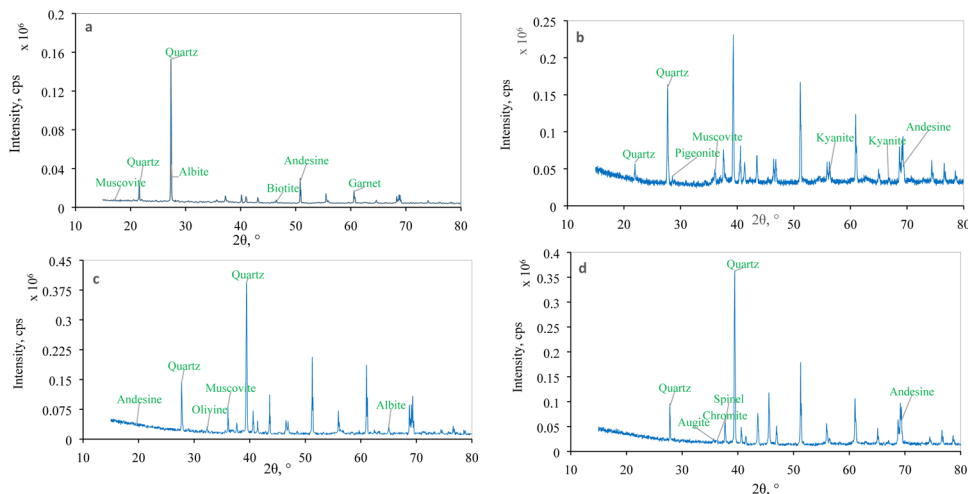 a
x 10⁶
Intensity, cps
0.2
0.16
0.12
0.08
0.04
0
Quartz
Quartz
Albite
Muscovite
Andesine
Biotite
Garnet
10 20 30 40 50 60 70 80
2θ, °
b
x 10⁶
Intensity, cps
0.25
0.2
0.15
0.1
0.05
0
Quartz
Quartz
Pigeonite
Muscovite
Kyanite
Kyanite
Andesine
10 20 30 40 50 60 70 80
2θ, °
c
x 10⁶
Intensity, cps
0.45
0.375
0.3
0.225
0.15
0.075
0
Quartz
Quartz
Muscovite
Andesine
Olivine
Albite
10 20 30 40 50 60 70 80
2θ, °
d
x 10⁶
Intensity, cps
0.4
0.35
0.3
0.25
0.2
0.15
0.1
0.05
0
Quartz
Quartz
Spinel
Chromite
Augite
Andesine
10 20 30 40 50 60 70 80
2θ, °